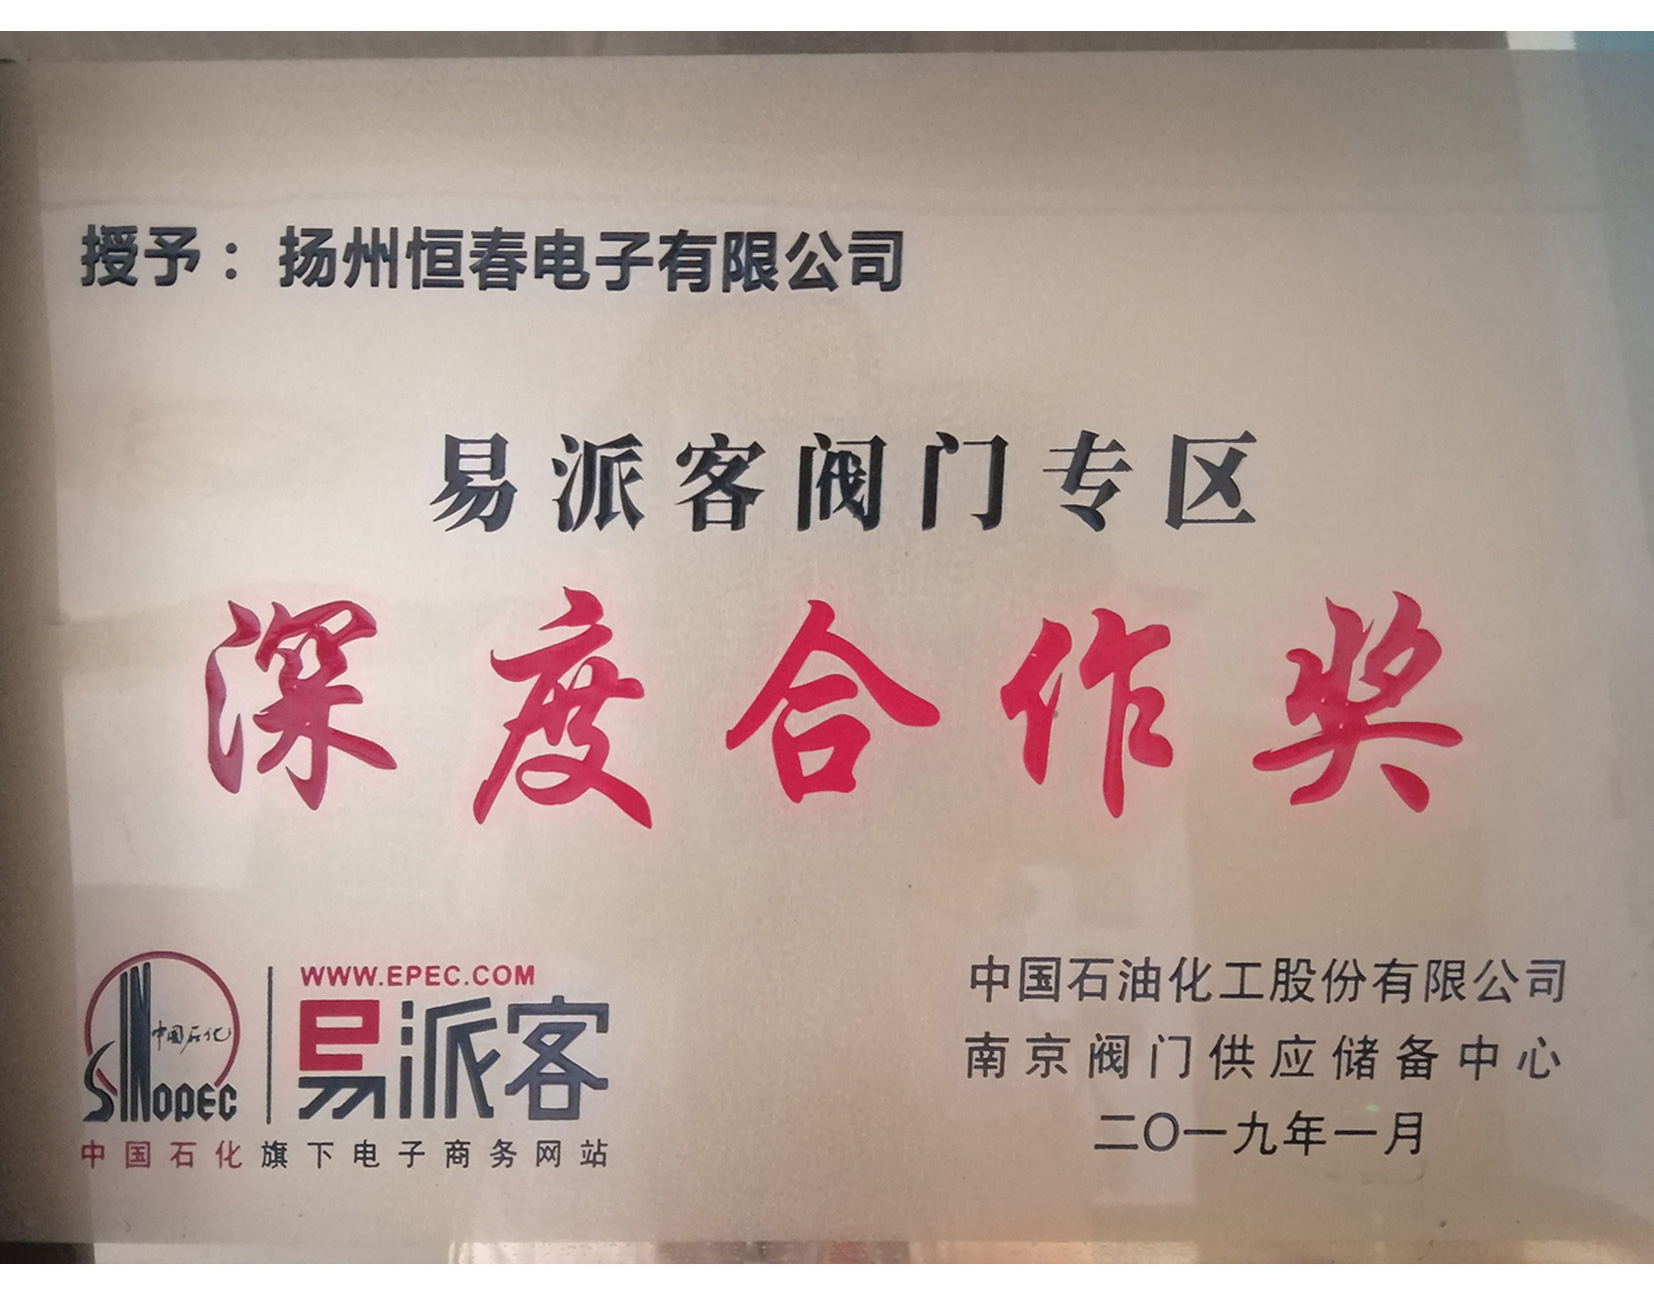 授予：扬州恒春电子有限公司
易派客阀门专区
深度合作奖
WWW.EPEC.COM
中国石化
SINOPEC
易派客
中国石化旗下电子商务网站
中国石油化工股份有限公司
南京阀门供应储备中心
二〇一九年一月